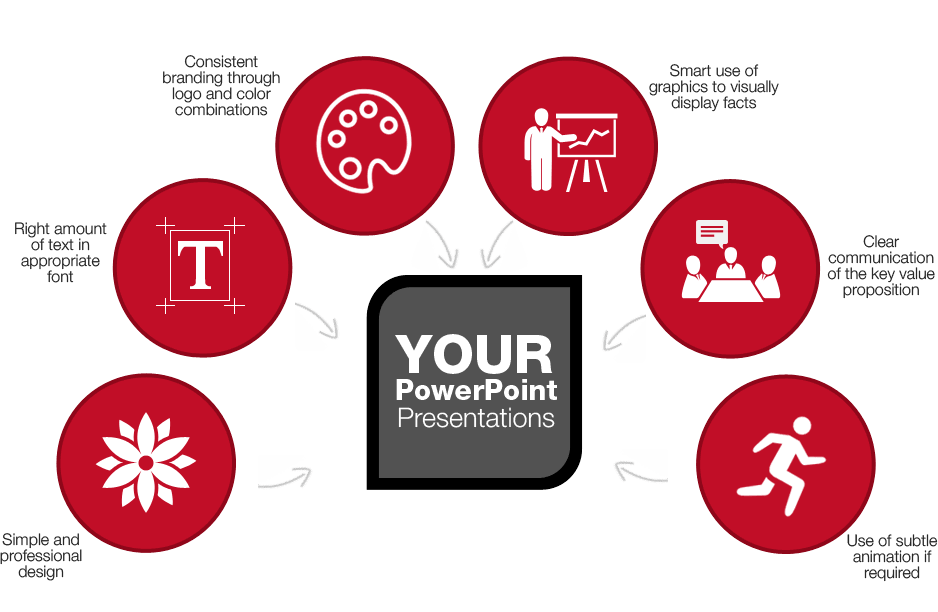 Consistent
branding through
logo and color
combinations
Smart use of
graphics to visually
display facts
Right amount
of text in
appropriate
font
T
Clear
communication
of the key value
proposition
YOUR
PowerPoint
Presentations
Simple and
professional
design
Use of subtle
animation if
required